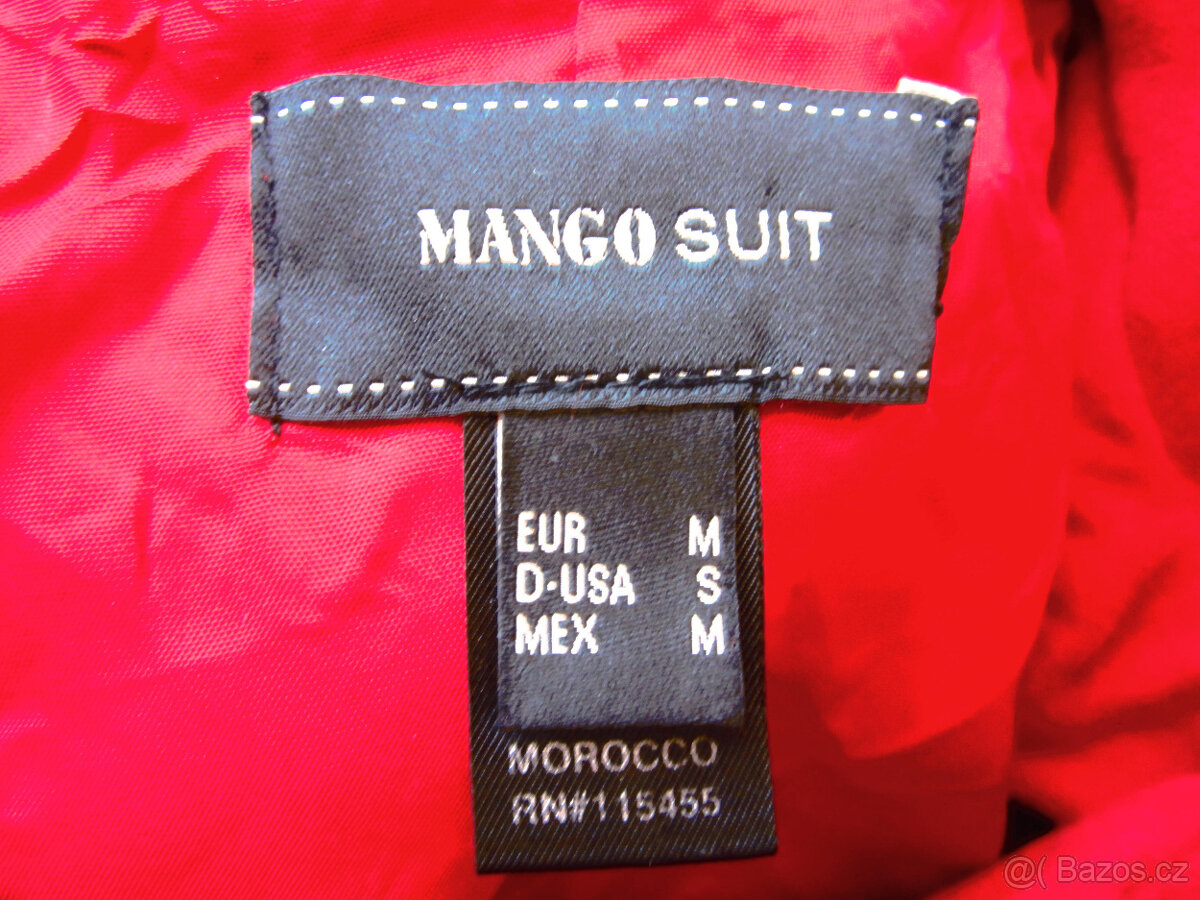 MANGO SUIT
EUR M
D-USA S
MEX M
MOROCCO
RN#115455
@( Bazos.cz